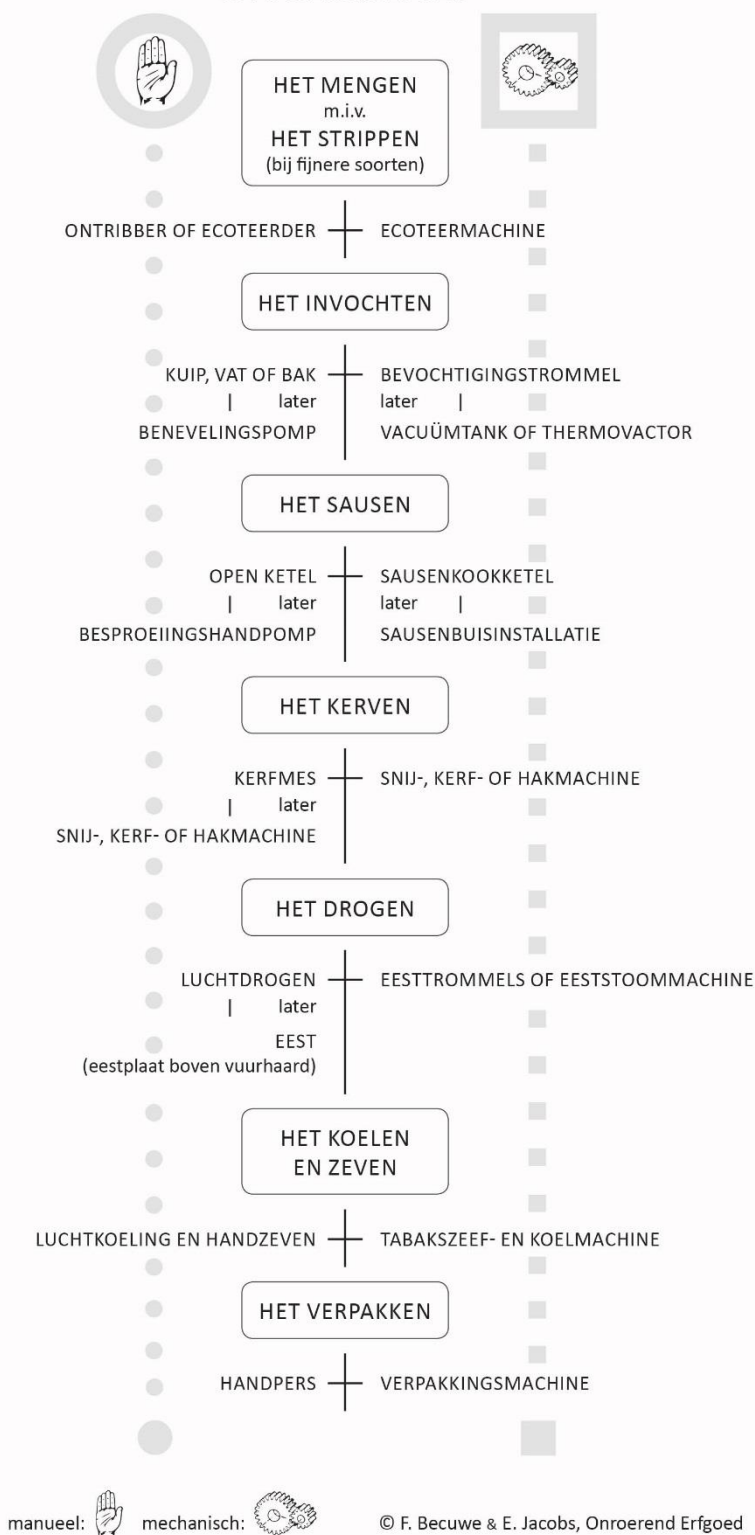 HET MENGEN
m.i.v.
HET STRIPPEN
(bij fijnere soorten)
ONTRIBBER OF ECOTEERDER ECOTEERMACHINE
HET INVOCHTEN
KUIP, VAT OF BAK BEVOCHTIGINGSTROMMEL
later later
BENEVELINGSPOMP VACUÜMTANK OF THERMOVACTOR
HET SAUSEN
OPEN KETEL SAUSENKOOKKETEL
later later
BESPROEIINGSHANDPOMP SAUSENBUISINSTALLATIE
HET KERVEN
KERFMES SNIJ-, KERF- OF HAKMACHINE
later
SNIJ-, KERF- OF HAKMACHINE
HET DROGEN
LUCHTDROGEN EESTTROMMELS OF EESTSTOOMMACHINE
later
EEST
(eestplaat boven vuurhaard)
HET KOELEN
EN ZEVEN
LUCHTKOELING EN HANDZEVEN TABAKSZEEF- EN KOELMACHINE
HET VERPAKKEN
HANDPERS VERPAKKINGSMACHINE
manueel: mechanisch: © F. Becuwe & E. Jacobs, Onroerend Erfgoed